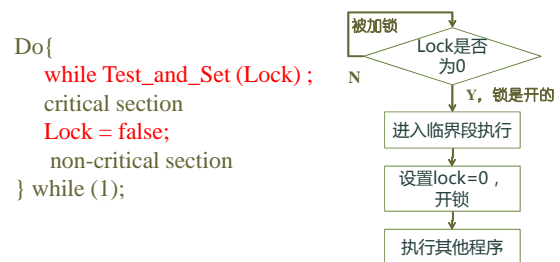 Do{
while Test_and_Set (Lock) ;
critical section
Lock = false;
non-critical section
} while (1);
被加锁
Lock是否
为0
N
Y，锁是开的
进入临界段执行
设置lock=0，
开锁
执行其他程序